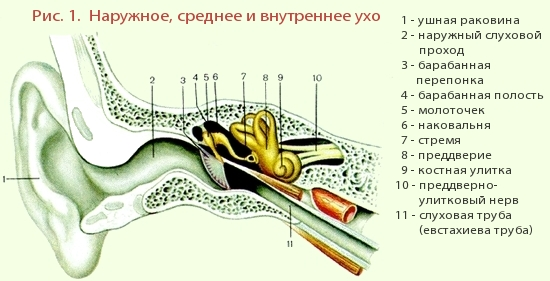 Рис. 1. Наружное, среднее и внутреннее ухо
1 - ушная раковина
2 - наружный слуховой
проход
3 - барабанная
перепонка
4 - барабанная полость
5 - молоточек
6 - наковальня
7 - стремя
8 - преддверие
9 - костная улитка
10 - преддверно-
улитковый нерв
11 - слуховая труба
(евстахиева труба)
1
2
3
4
5
6
7
8
9
10
11